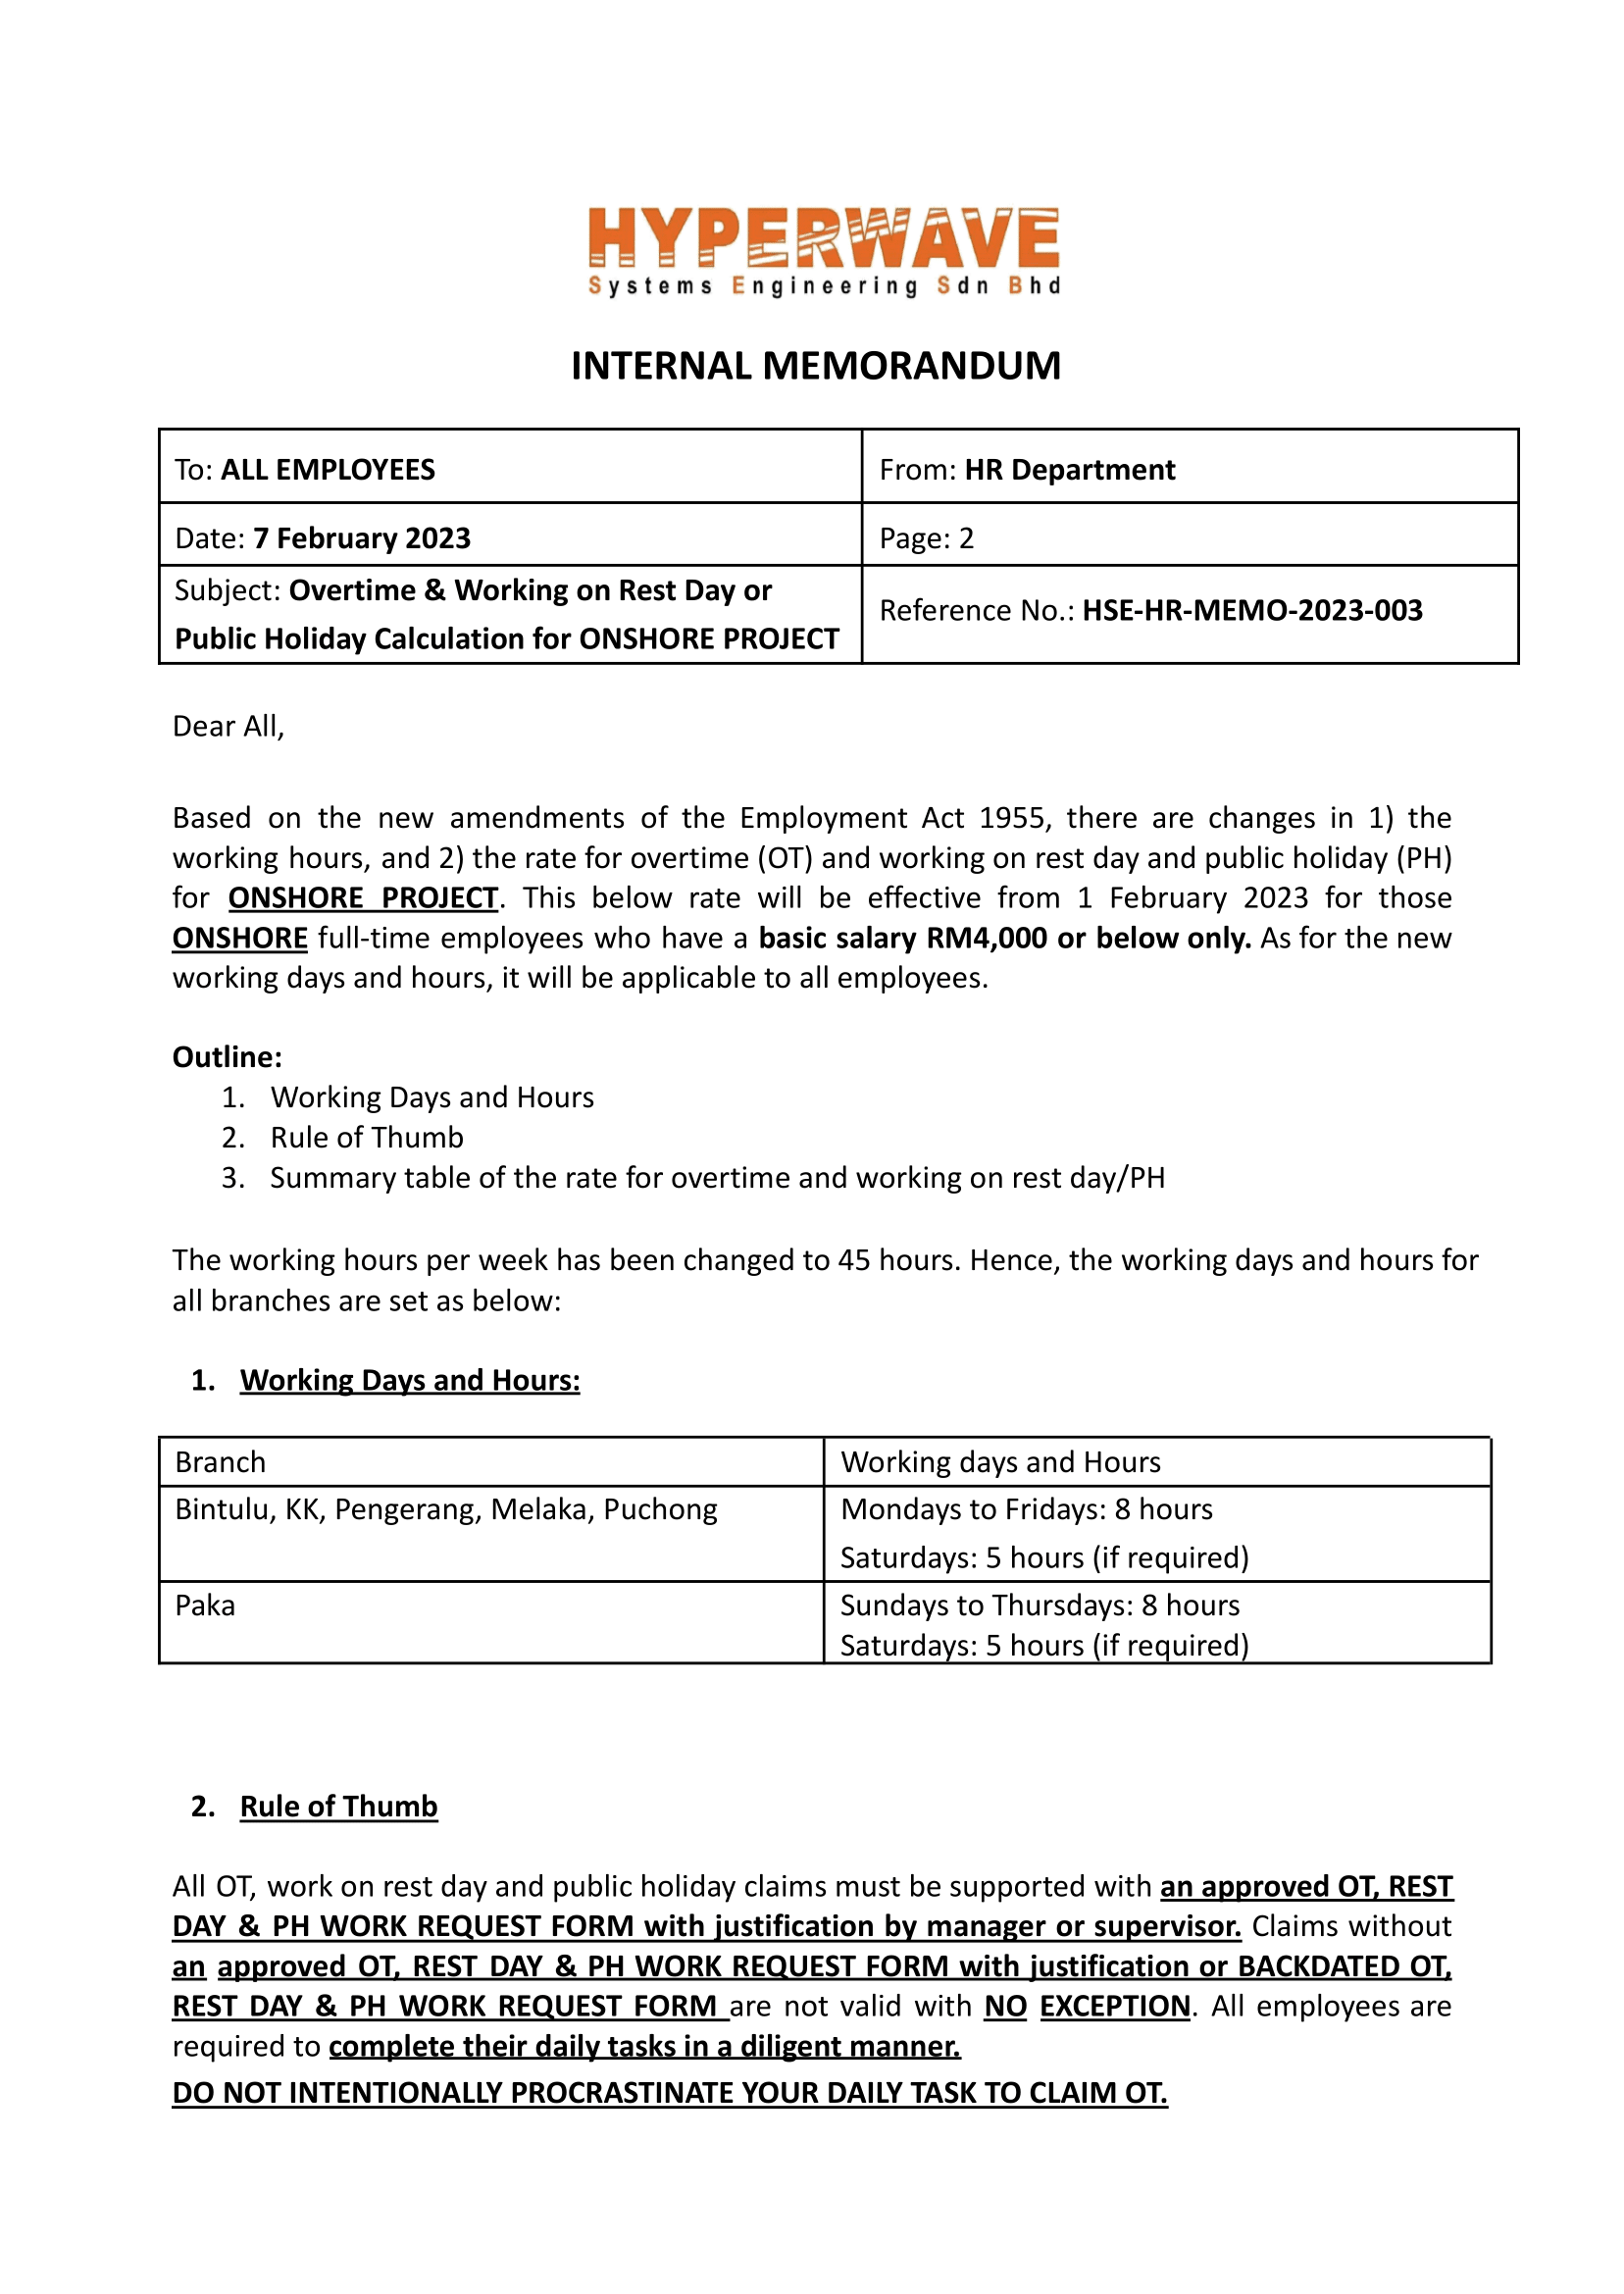 HYPERWAVE
Systems Engineering Sdn Bhd
INTERNAL MEMORANDUM
To: ALL EMPLOYEES
From: HR Department
Date: 7 February 2023
Page: 2
Subject: Overtime & Working on Rest Day or
Public Holiday Calculation for ONSHORE PROJECT
Reference No.: HSE-HR-MEMO-2023-003
Dear All,
Based on the new amendments of the Employment Act 1955, there are changes in 1) the
working hours, and 2) the rate for overtime (OT) and working on rest day and public holiday (PH)
for ONSHORE PROJECT. This below rate will be effective from 1 February 2023 for those
ONSHORE full-time employees who have a basic salary RM4,000 or below only. As for the new
working days and hours, it will be applicable to all employees.
Outline:
1. Working Days and Hours
2. Rule of Thumb
3. Summary table of the rate for overtime and working on rest day/PH
The working hours per week has been changed to 45 hours. Hence, the working days and hours for
all branches are set as below:
1. Working Days and Hours:
Branch
Working days and Hours
Bintulu, KK, Pengerang, Melaka, Puchong
Mondays to Fridays: 8 hours
Saturdays: 5 hours (if required)
Paka
Sundays to Thursdays: 8 hours
Saturdays: 5 hours (if required)
2. Rule of Thumb
All OT, work on rest day and public holiday claims must be supported with an approved OT, REST
DAY & PH WORK REQUEST FORM with justification by manager or supervisor. Claims without
an approved OT, REST DAY & PH WORK REQUEST FORM with justification or BACKDATED OT,
REST DAY & PH WORK REQUEST FORM are not valid with NO EXCEPTION. All employees are
required to complete their daily tasks in a diligent manner.
DO NOT INTENTIONALLY PROCRASTINATE YOUR DAILY TASK TO CLAIM OT.